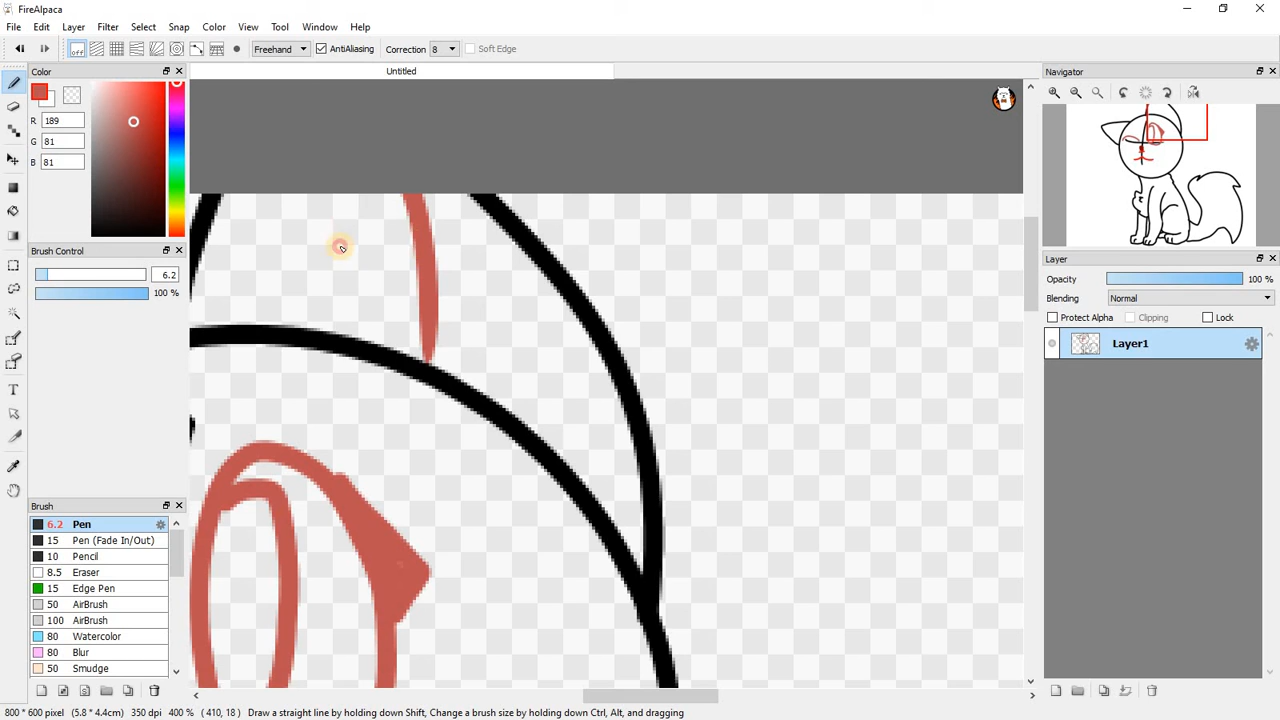 FireAlpaca
File Edit Layer Filter Select Snap Color View Tool Window Help
off Freehand AntiAliasing Correction 8 Soft Edge
Color
Untitled
Navigator
R 189
G 81
B 81
Brush Control
6.2
100 %
Layer
Opacity 100 %
Blending Normal
Protect Alpha Clipping Lock
Layer1
Brush
6.2 Pen
15 Pen (Fade In/Out)
10 Pencil
8.5 Eraser
15 Edge Pen
50 AirBrush
100 AirBrush
80 Watercolor
80 Blur
50 Smudge
800 * 600 pixel (5.8 * 4.4cm) 350 dpi 400 % ( 410, 18 ) Draw a straight line by holding down Shift, Change a brush size by holding down Ctrl, Alt, and dragging